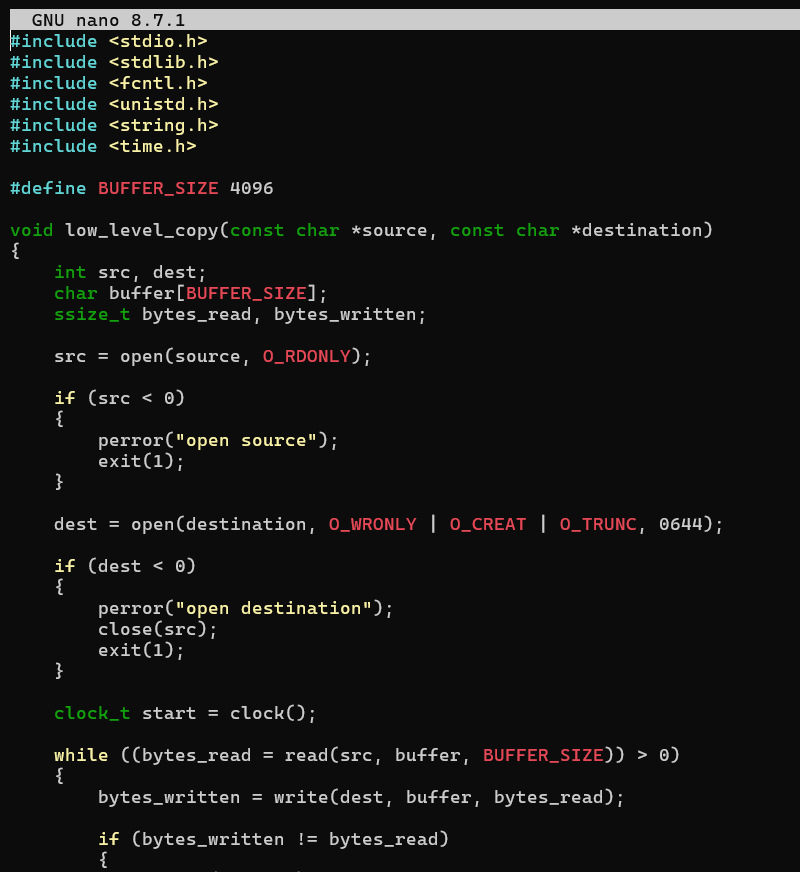 GNU nano 8.7.1
#include <stdio.h>
#include <stdlib.h>
#include <fcntl.h>
#include <unistd.h>
#include <string.h>
#include <time.h>

#define BUFFER_SIZE 4096

void low_level_copy(const char *source, const char *destination)
{
    int src, dest;
    char buffer[BUFFER_SIZE];
    ssize_t bytes_read, bytes_written;

    src = open(source, O_RDONLY);

    if (src < 0)
    {
        perror("open source");
        exit(1);
    }

    dest = open(destination, O_WRONLY | O_CREAT | O_TRUNC, 0644);

    if (dest < 0)
    {
        perror("open destination");
        close(src);
        exit(1);
    }

    clock_t start = clock();

    while ((bytes_read = read(src, buffer, BUFFER_SIZE)) > 0)
    {
        bytes_written = write(dest, buffer, bytes_read);

        if (bytes_written != bytes_read)
        {